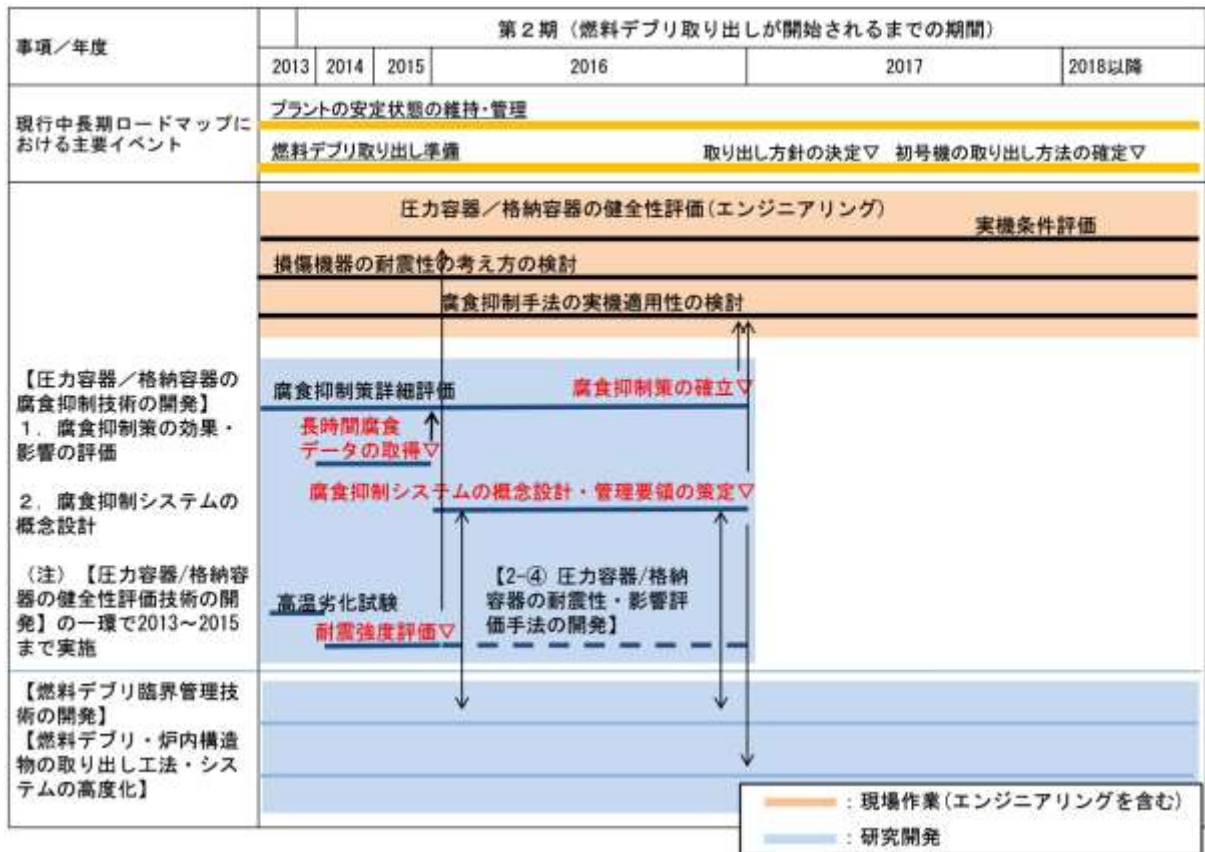 事項／年度
第２期（燃料デブリ取り出しが開始されるまでの期間）
2013
2014
2015
2016
2017
2018以降
現行中長期ロードマップに
おける主要イベント
プラントの安定状態の維持・管理
燃料デブリ取り出し準備
取り出し方針の決定▽
初号機の取り出し方法の確定▽
圧力容器／格納容器の健全性評価(エンジニアリング)
実機条件評価
損傷機器の耐震性の考え方の検討
腐食抑制手法の実機適用性の検討
【圧力容器／格納容器の
腐食抑制技術の開発】
１．腐食抑制策の効果・
影響の評価
２．腐食抑制システムの
概念設計
（注）【圧力容器/格納容
器の健全性評価技術の開
発】の一環で2013～2015
まで実施
腐食抑制策詳細評価
腐食抑制策の確立▽
長時間腐食
データの取得▽
腐食抑制システムの概念設計・管理要領の策定▽
高温劣化試験
耐震強度評価▽
【2-④ 圧力容器/格納
容器の耐震性・影響評
価手法の開発】
【燃料デブリ臨界管理技
術の開発】
【燃料デブリ・炉内構造
物の取り出し工法・シス
テムの高度化】
：現場作業(エンジニアリングを含む)
：研究開発